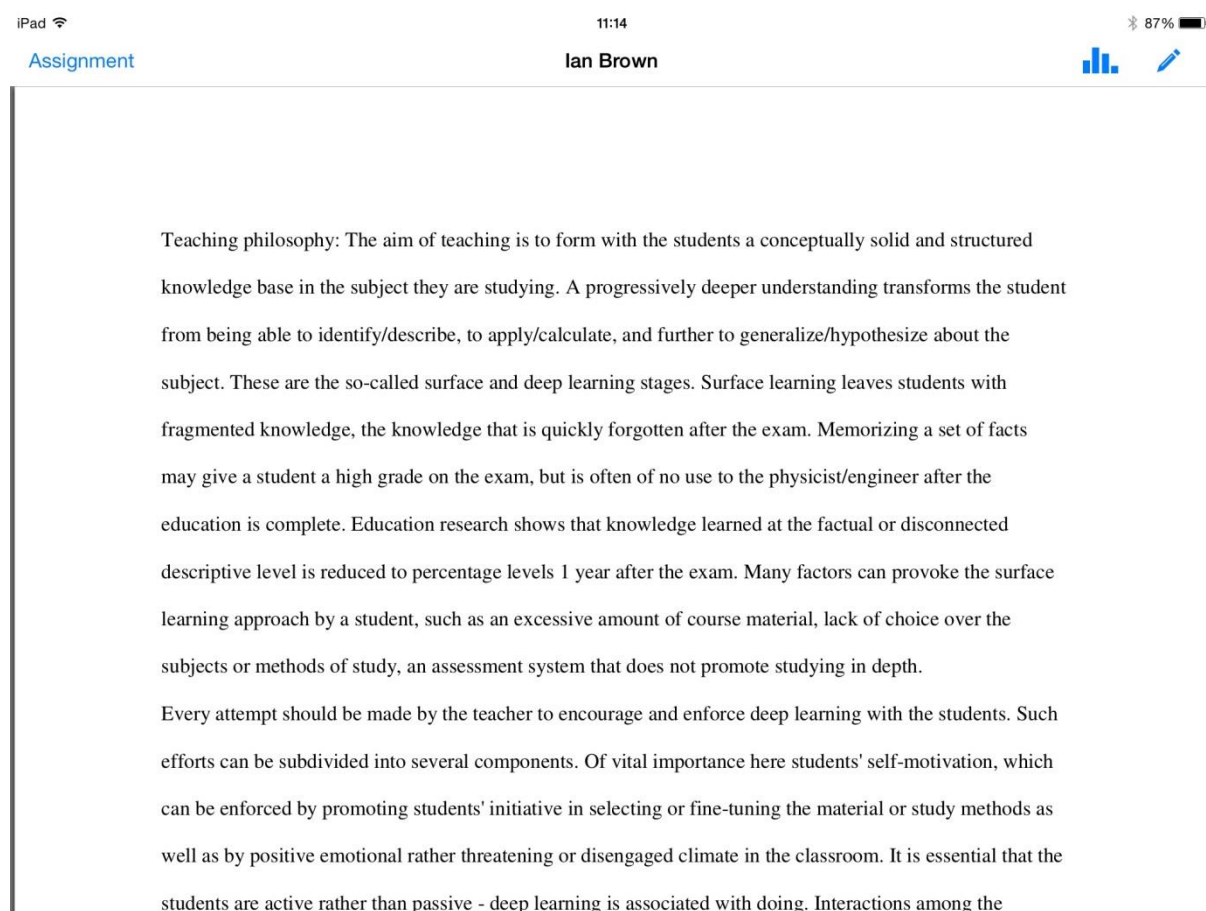 iPad 11:14 87%
Assignment Ian Brown
Teaching philosophy: The aim of teaching is to form with the students a conceptually solid and structured
knowledge base in the subject they are studying. A progressively deeper understanding transforms the student
from being able to identify/describe, to apply/calculate, and further to generalize/hypothesize about the
subject. These are the so-called surface and deep learning stages. Surface learning leaves students with
fragmented knowledge, the knowledge that is quickly forgotten after the exam. Memorizing a set of facts
may give a student a high grade on the exam, but is often of no use to the physicist/engineer after the
education is complete. Education research shows that knowledge learned at the factual or disconnected
descriptive level is reduced to percentage levels 1 year after the exam. Many factors can provoke the surface
learning approach by a student, such as an excessive amount of course material, lack of choice over the
subjects or methods of study, an assessment system that does not promote studying in depth.
Every attempt should be made by the teacher to encourage and enforce deep learning with the students. Such
efforts can be subdivided into several components. Of vital importance here students' self-motivation, which
can be enforced by promoting students' initiative in selecting or fine-tuning the material or study methods as
well as by positive emotional rather threatening or disengaged climate in the classroom. It is essential that the
students are active rather than passive - deep learning is associated with doing. Interactions among the